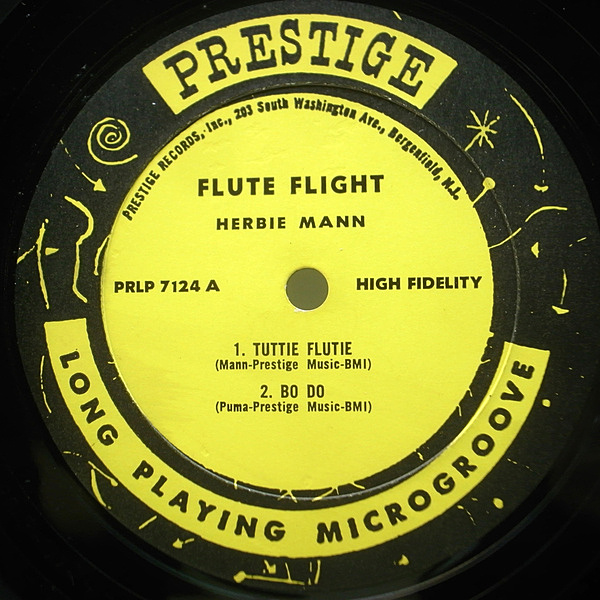 PRESTIGE
PRESTIGE RECORDS, Inc., 203 South Washington Ave., Bergenfield, N.J.
FLUTE FLIGHT
HERBIE MANN
PRLP 7124 A
HIGH FIDELITY
1. TUTTIE FLUTIE
(Mann-Prestige Music-BMI)
2. BO DO
(Puma-Prestige Music-BMI)
LONG PLAYING MICROGROOVE